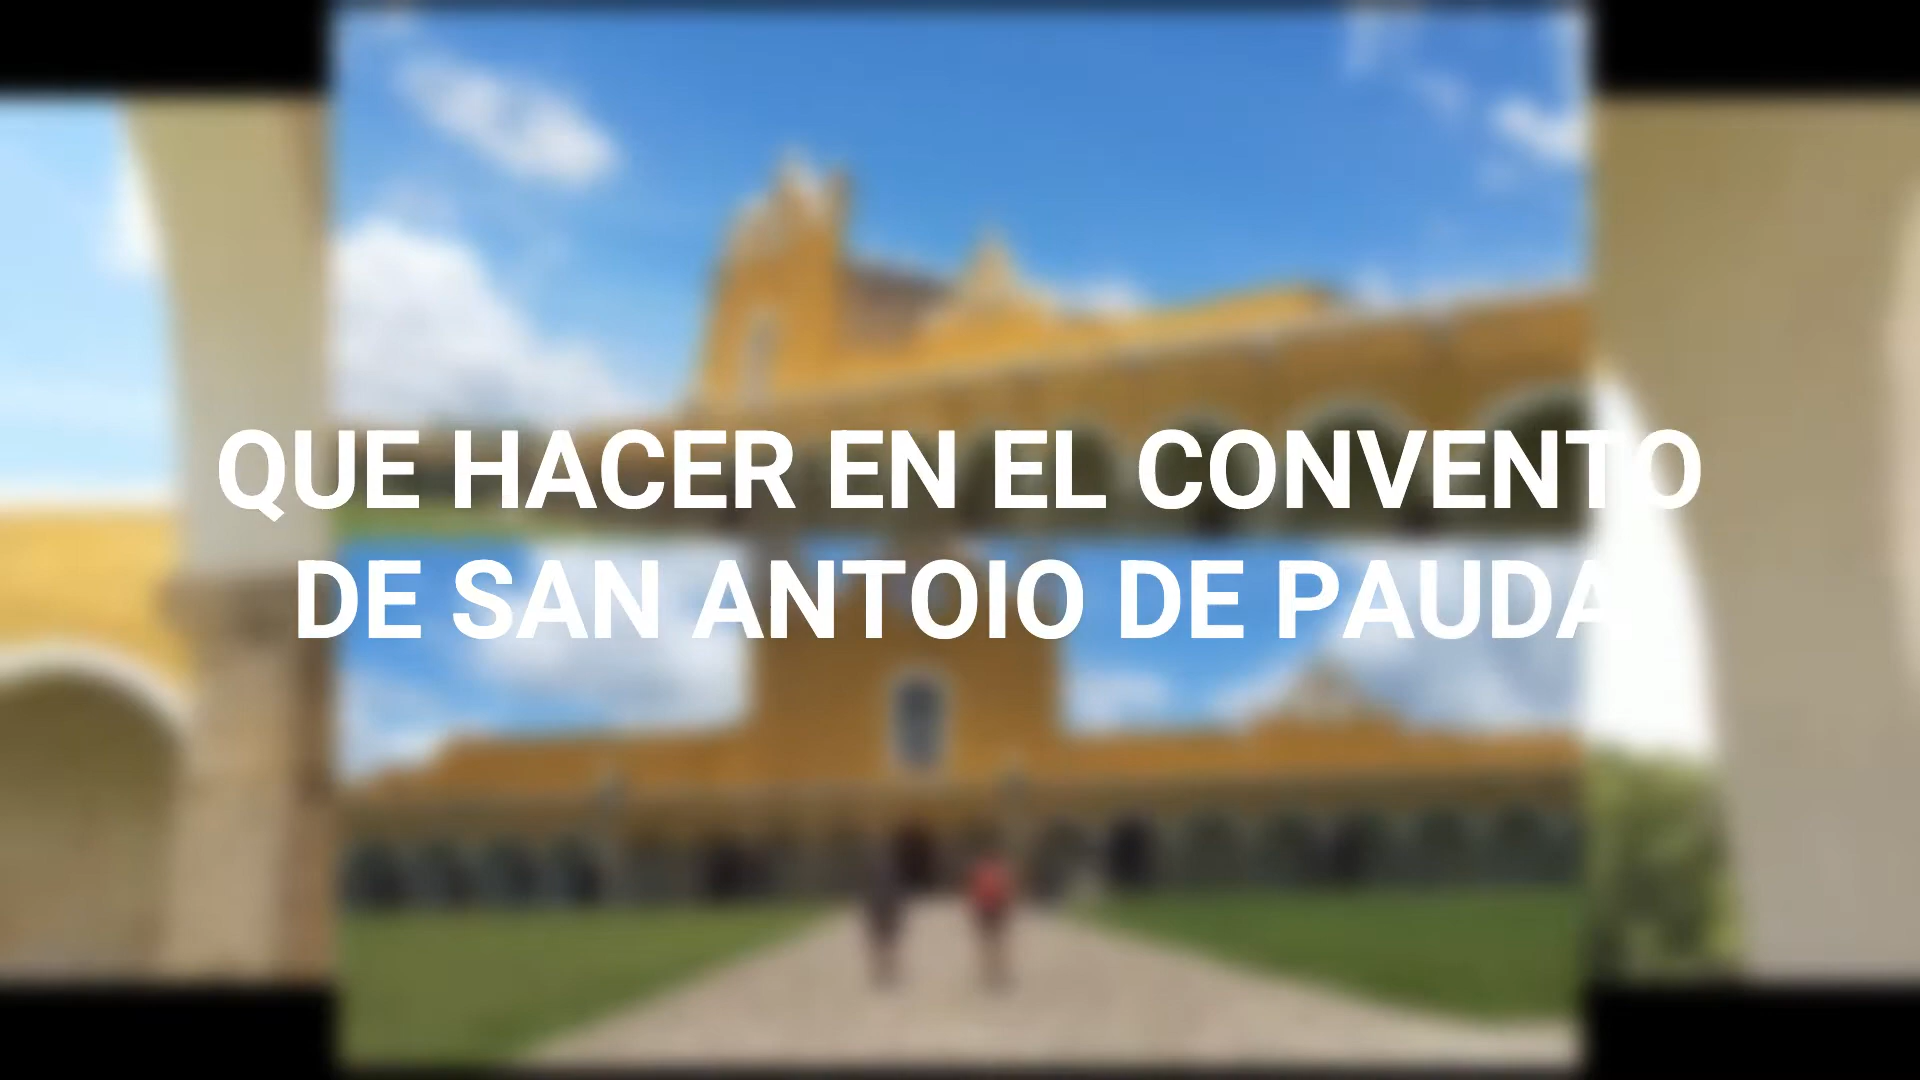 QUE HACER EN EL CONVENTO
DE SAN ANTOIO DE PAUDA